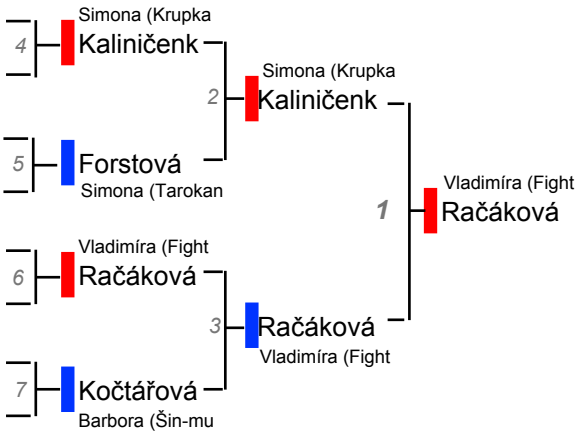 Simona (Krupka
4
Kaliničenk
Simona (Krupka
2
Kaliničenk
5
Forstová
Simona (Tarokan
Vladimíra (Fight
1
Račáková
Vladimíra (Fight
6
Račáková
3
Račáková
Vladimíra (Fight
7
Kočtářová
Barbora (Šin-mu